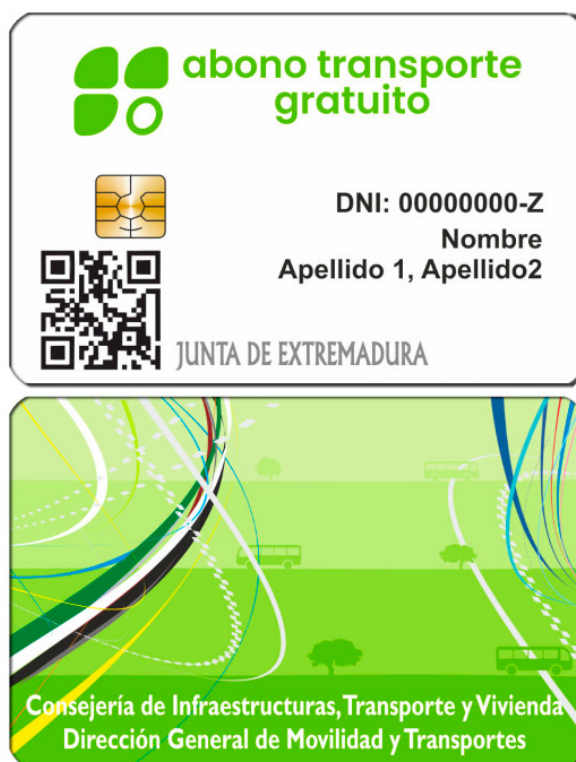 abono transporte
gratuito
DNI: 00000000-Z
Nombre
Apellido 1, Apellido2
JUNTA DE EXTREMADURA
Consejería de Infraestructuras, Transporte y Vivienda
Dirección General de Movilidad y Transportes